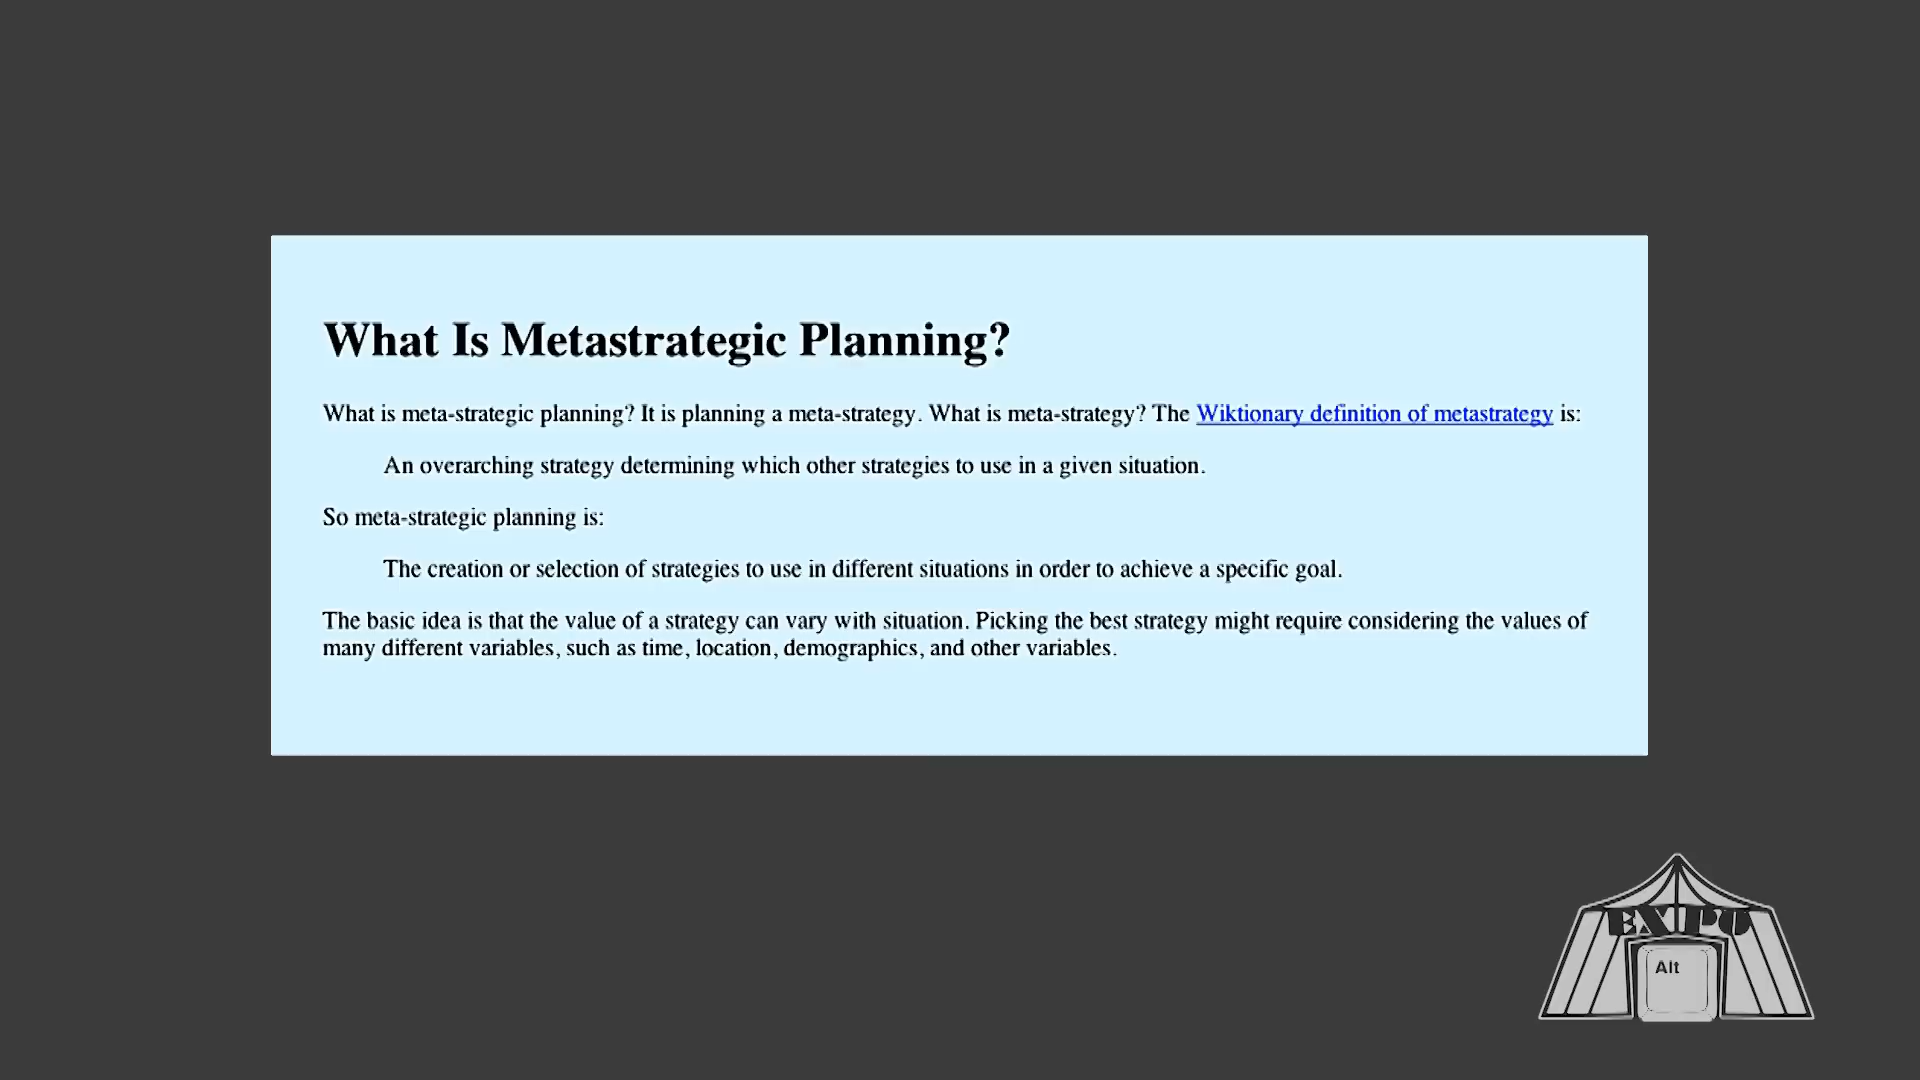 What Is Metastrategic Planning?
What is meta-strategic planning? It is planning a meta-strategy. What is meta-strategy? The Wiktionary definition of metastrategy is:
An overarching strategy determining which other strategies to use in a given situation.
So meta-strategic planning is:
The creation or selection of strategies to use in different situations in order to achieve a specific goal.
The basic idea is that the value of a strategy can vary with situation. Picking the best strategy might require considering the values of
many different variables, such as time, location, demographics, and other variables.
EXPO
Alt